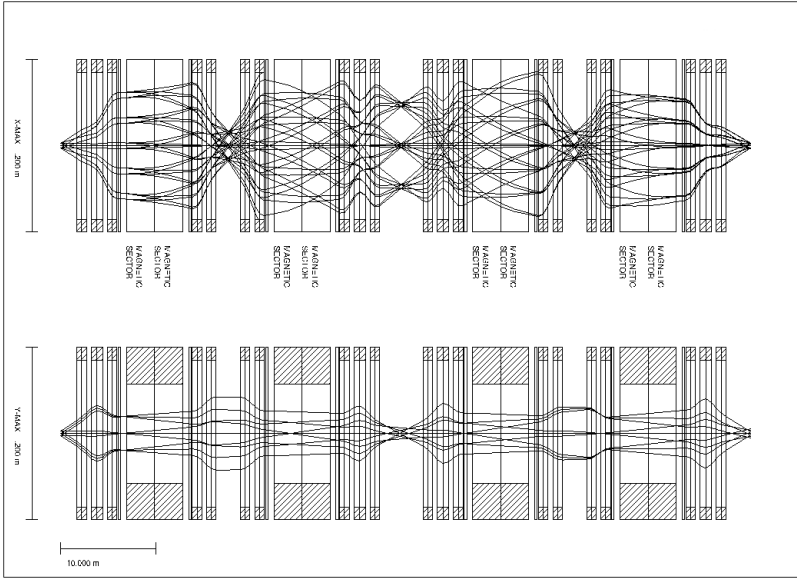 X-MAX .200 m
MAGNETIC
SECTOR
MAGNETIC
SECTOR
MAGNETIC
SECTOR
MAGNETIC
SECTOR
MAGNETIC
SECTOR
MAGNETIC
SECTOR
MAGNETIC
SECTOR
MAGNETIC
SECTOR
Y-MAX .200 m
10.000 m